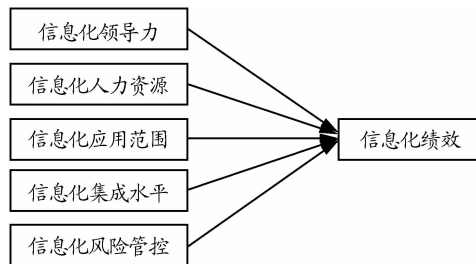 信息化领导力
信息化人力资源
信息化应用范围
信息化绩效
信息化集成水平
信息化风险管控